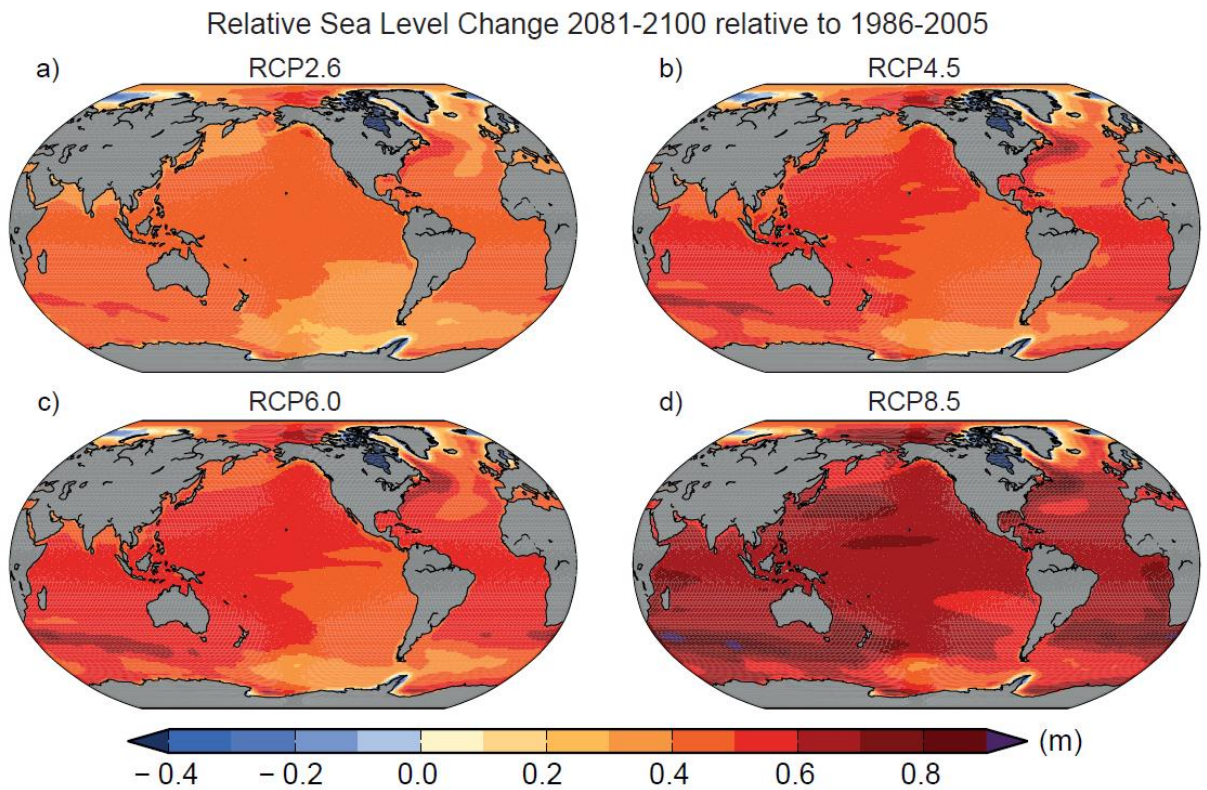 Relative Sea Level Change 2081-2100 relative to 1986-2005
a) RCP2.6
b) RCP4.5
c) RCP6.0
d) RCP8.5
(m)
− 0.4 − 0.2 0.0 0.2 0.4 0.6 0.8